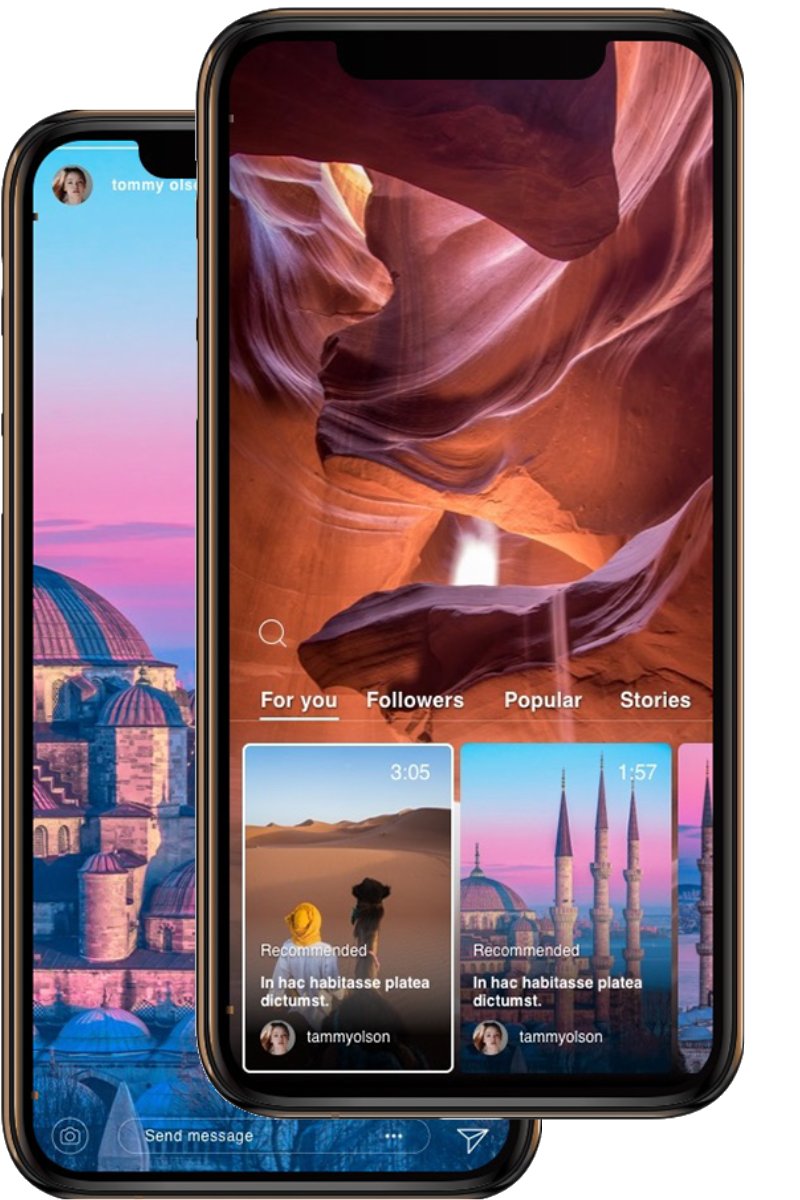 tommy olso
For you Followers Popular Stories
3:05
Recommended
In hac habitasse platea
dictumst.
tammyolson
1:57
Recommended
In hac habitasse platea
dictumst.
tammyolson
Send message